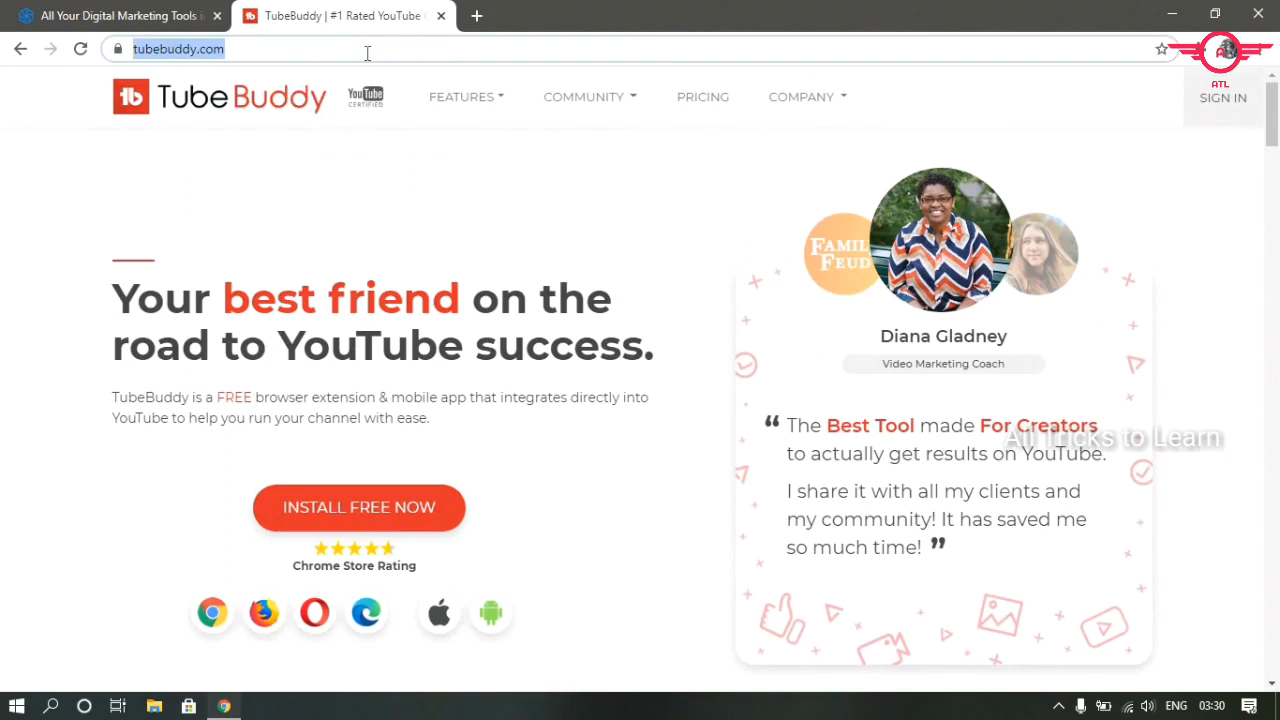 All Your Digital Marketing Tools in
TubeBuddy | #1 Rated YouTube
tubebuddy.com
ATL
TubeBuddy
YouTube
CERTIFIED
FEATURES
COMMUNITY
PRICING
COMPANY
SIGN IN
Your best friend on the
road to YouTube success.
TubeBuddy is a FREE browser extension & mobile app that integrates directly into
YouTube to help you run your channel with ease.
INSTALL FREE NOW
Chrome Store Rating
FAMIL
FEUD
Diana Gladney
Video Marketing Coach
“ The Best Tool made For Creators
to actually get results on YouTube.
I share it with all my clients and
my community! It has saved me
so much time! ”
All Tricks to Learn
ENG
03:30